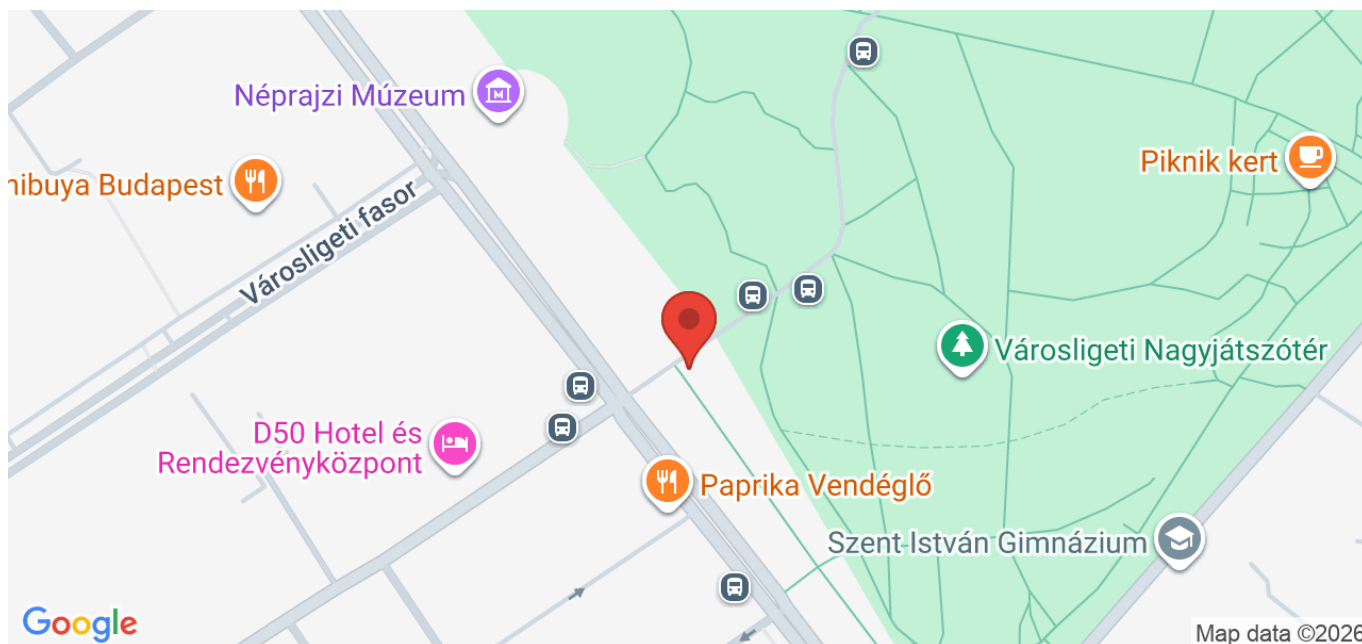 Néprajzi Múzeum
Piknik kert
hibuya Budapest
Városligeti fasor
Városligeti Nagyjátszótér
D50 Hotel és
Rendezvényközpont
Paprika Vendéglő
Szent István Gimnázium
Google
Map data ©2026